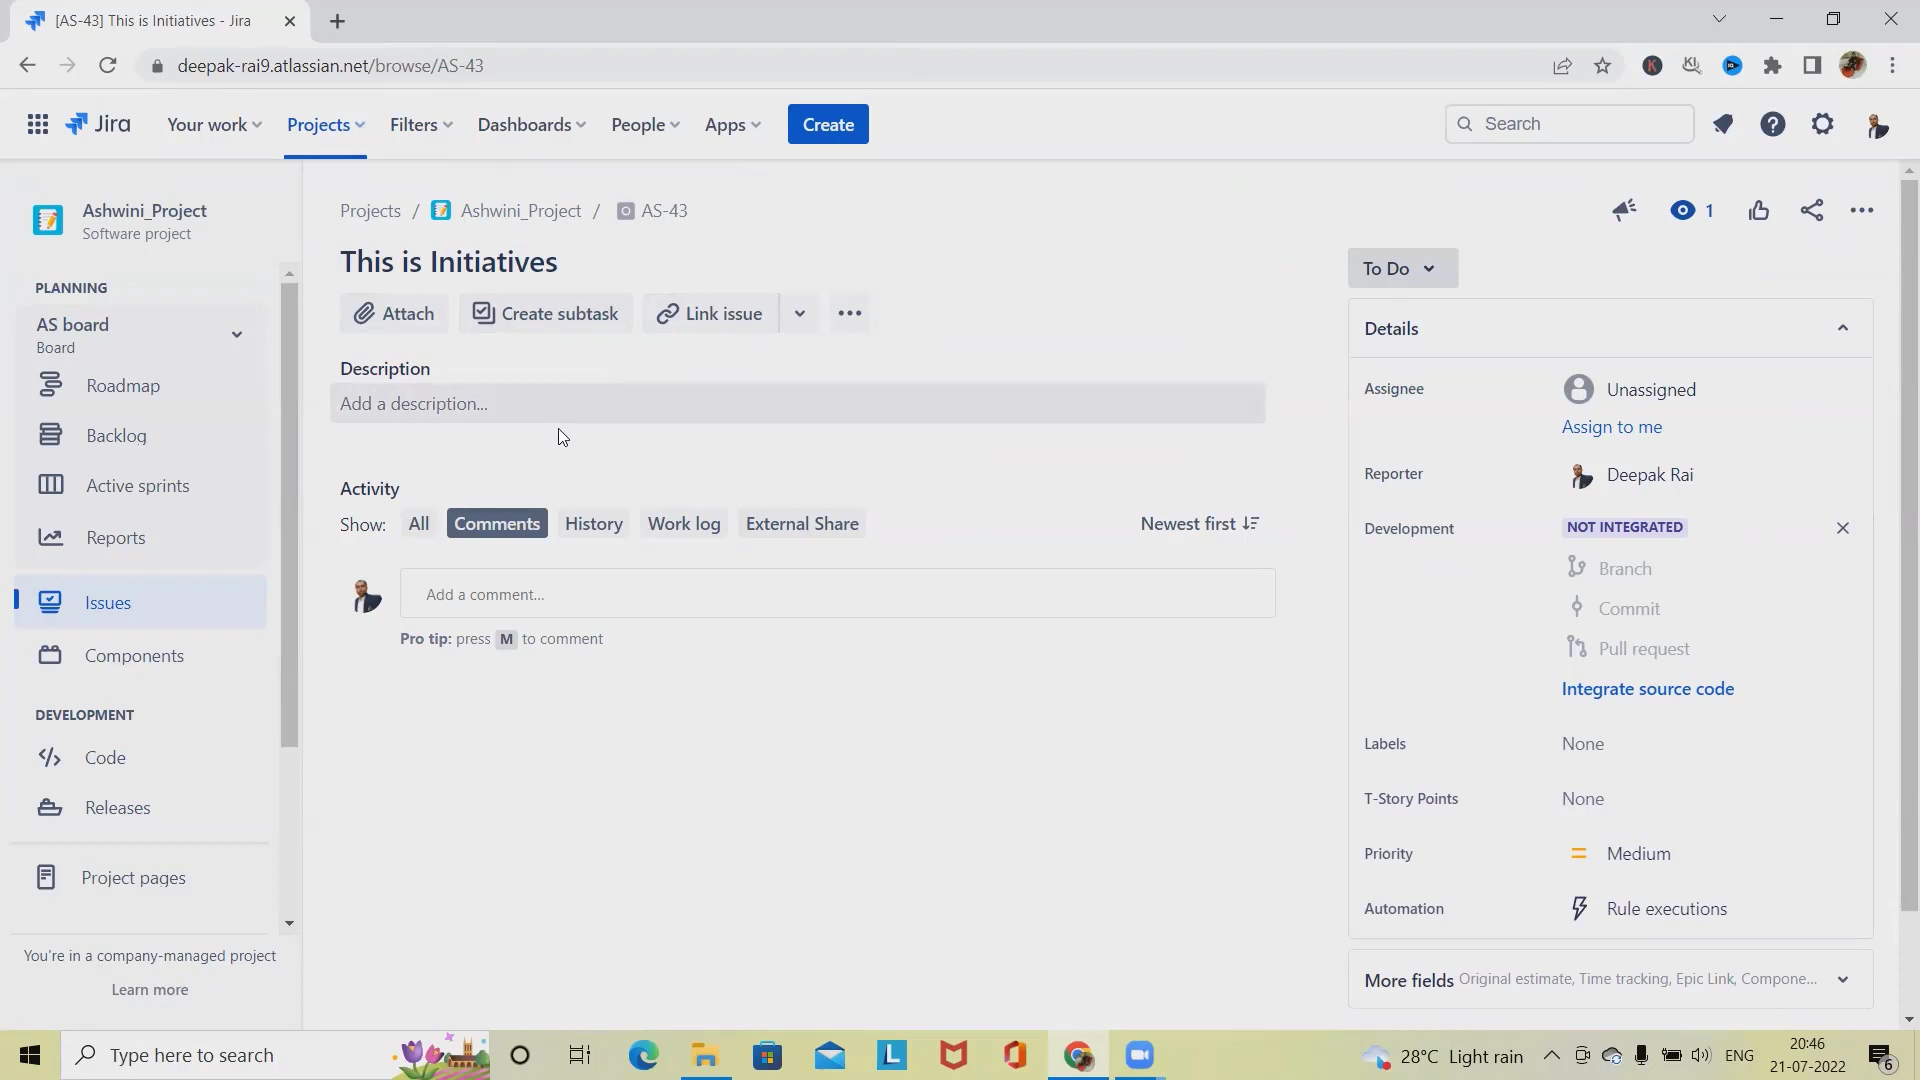 [AS-43] This is Initiatives - Jira
deepak-rai9.atlassian.net/browse/AS-43
Jira
Your work
Projects
Filters
Dashboards
People
Apps
Create
Search
Ashwini_Project
Software project
PLANNING
AS board
Board
Roadmap
Backlog
Active sprints
Reports
Issues
Components
DEVELOPMENT
Code
Releases
Project pages
You're in a company-managed project
Learn more
Projects / Ashwini_Project / AS-43
1
This is Initiatives
Attach
Create subtask
Link issue
Description
Add a description...
Activity
Show: All Comments History Work log External Share
Newest first
Add a comment...
Pro tip: press M to comment
To Do
Details
Assignee
Unassigned
Assign to me
Reporter
Deepak Rai
Development
NOT INTEGRATED
Branch
Commit
Pull request
Integrate source code
Labels
None
T-Story Points
None
Priority
Medium
Automation
Rule executions
More fields Original estimate, Time tracking, Epic Link, Compone...
Type here to search
28°C Light rain
ENG
20:46
21-07-2022
6